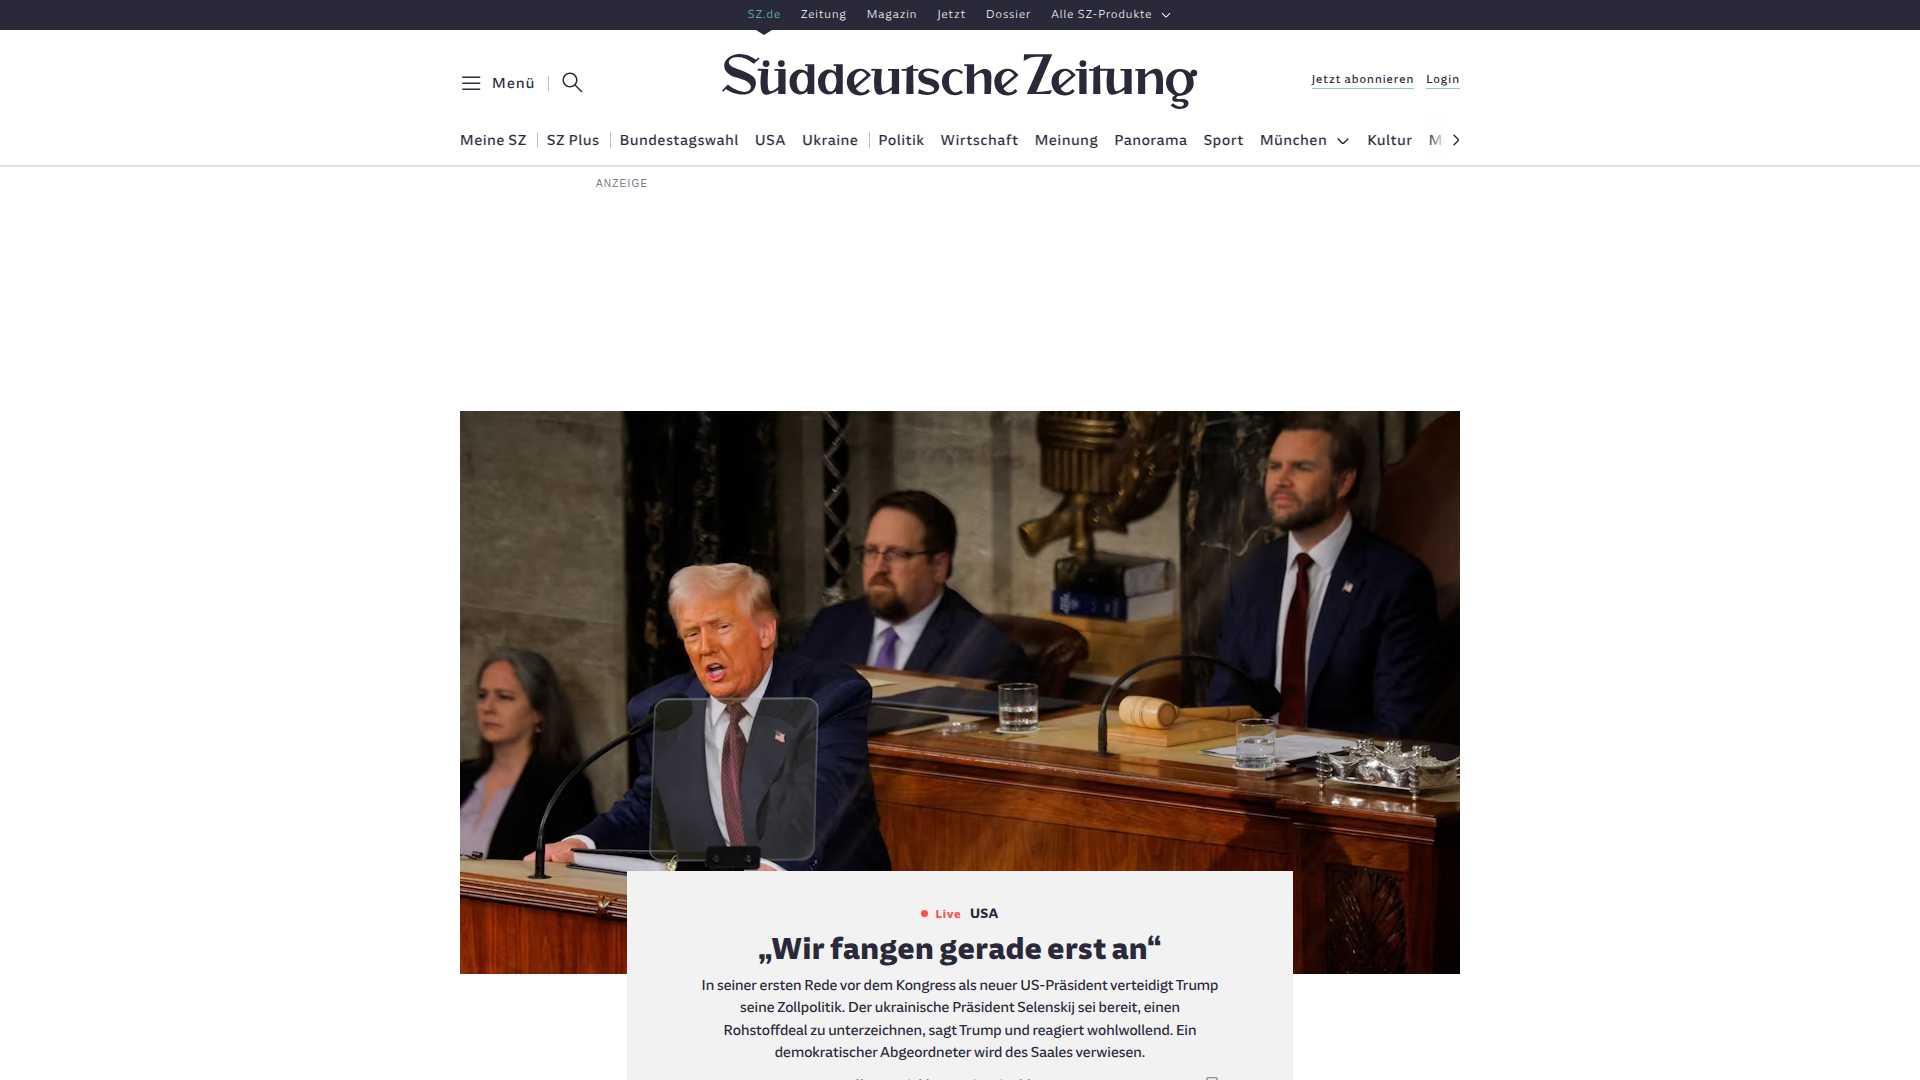 SZ.de Zeitung Magazin Jetzt Dossier Alle SZ-Produkte
Menü
Süddeutsche Zeitung
Jetzt abonnieren Login
Meine SZ SZ Plus Bundestagswahl USA Ukraine Politik Wirtschaft Meinung Panorama Sport München Kultur M
ANZEIGE
Live USA
„Wir fangen gerade erst an“
In seiner ersten Rede vor dem Kongress als neuer US-Präsident verteidigt Trump
seine Zollpolitik. Der ukrainische Präsident Selenskij sei bereit, einen
Rohstoffdeal zu unterzeichnen, sagt Trump und reagiert wohlwollend. Ein
demokratischer Abgeordneter wird des Saales verwiesen.